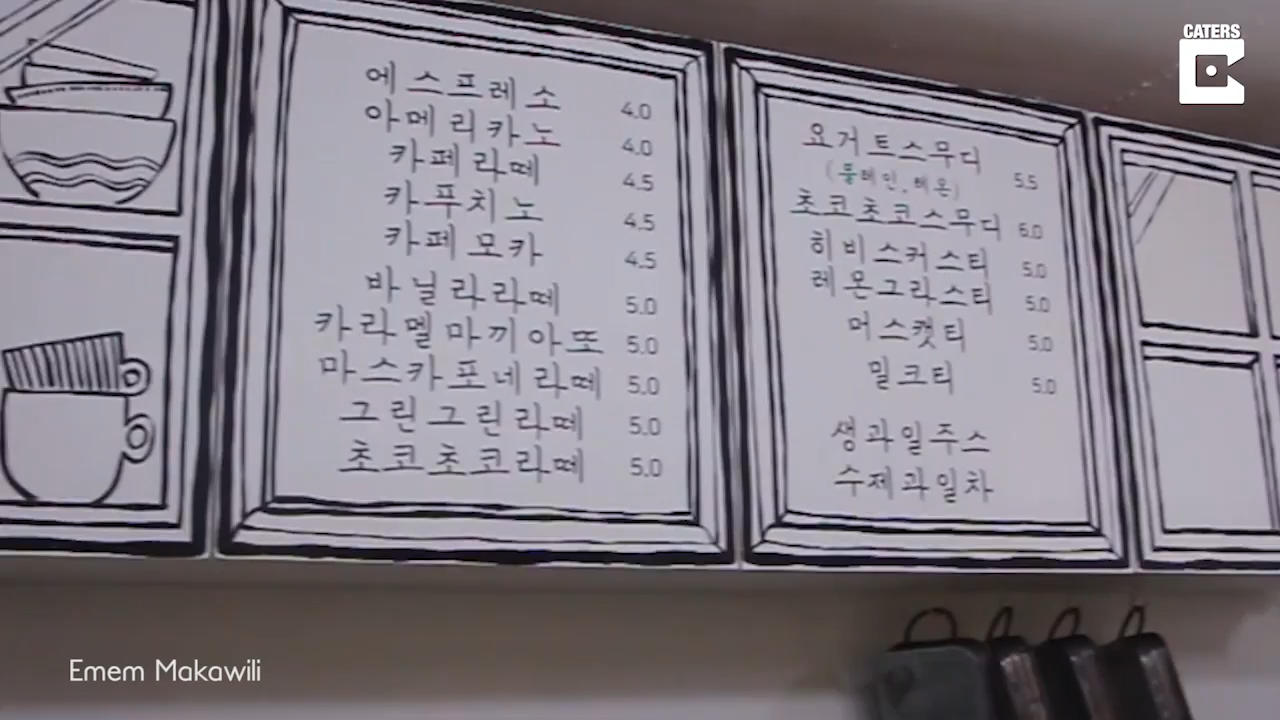 CATERS
에스프레소 4.0
아메리카노 4.0
카페라떼 4.5
카푸치노 4.5
카페모카 4.5
바닐라라떼 5.0
카라멜마끼아또 5.0
마스카포네라떼 5.0
그린그린라떼 5.0
초코초코라떼 5.0
요거트스무디 5.5
(플레인, 레몬)
초코초코스무디 6.0
히비스커스티 5.0
레몬그라스티 5.0
머스캣티 5.0
밀크티 5.0
생과일주스
수제과일차
Emem Makawili